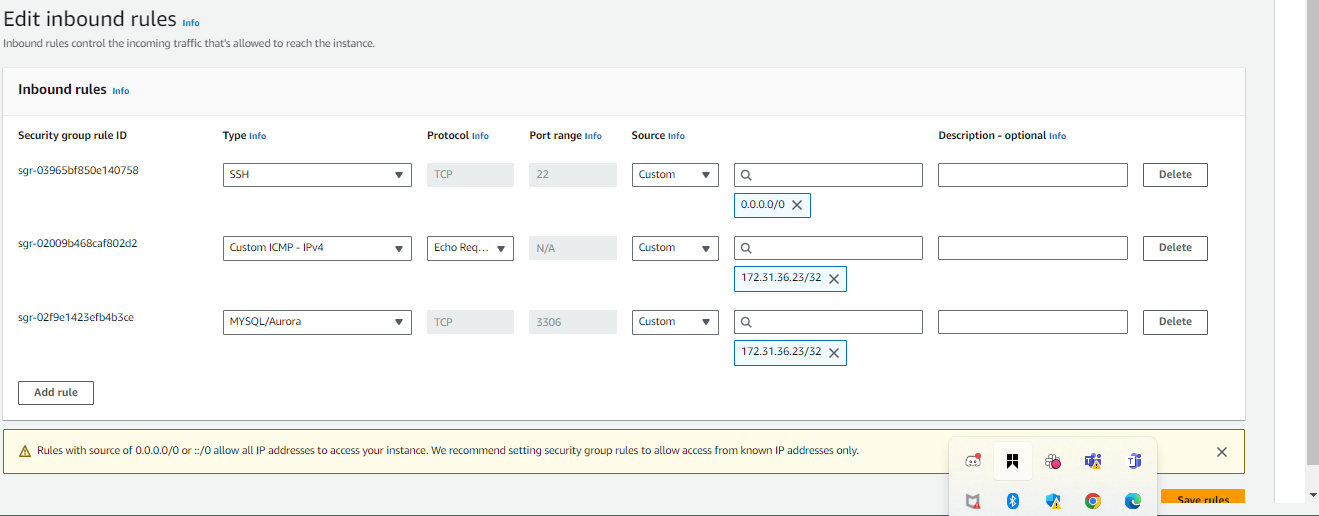 Edit inbound rules Info
Inbound rules control the incoming traffic that's allowed to reach the instance.
Inbound rules Info
Security group rule ID Type Info Protocol Info Port range Info Source Info Description - optional Info
sgr-03965bf850e140758 SSH TCP 22 Custom Delete
0.0.0.0/0
sgr-02009b468caf802d2 Custom ICMP - IPv4 Echo Req... N/A Custom Delete
172.31.36.23/32
sgr-02f9e1423efb4b3ce MYSQL/Aurora TCP 3306 Custom Delete
172.31.36.23/32
Add rule
Rules with source of 0.0.0.0/0 or ::/0 allow all IP addresses to access your instance. We recommend setting security group rules to allow access from known IP addresses only.
Save rules